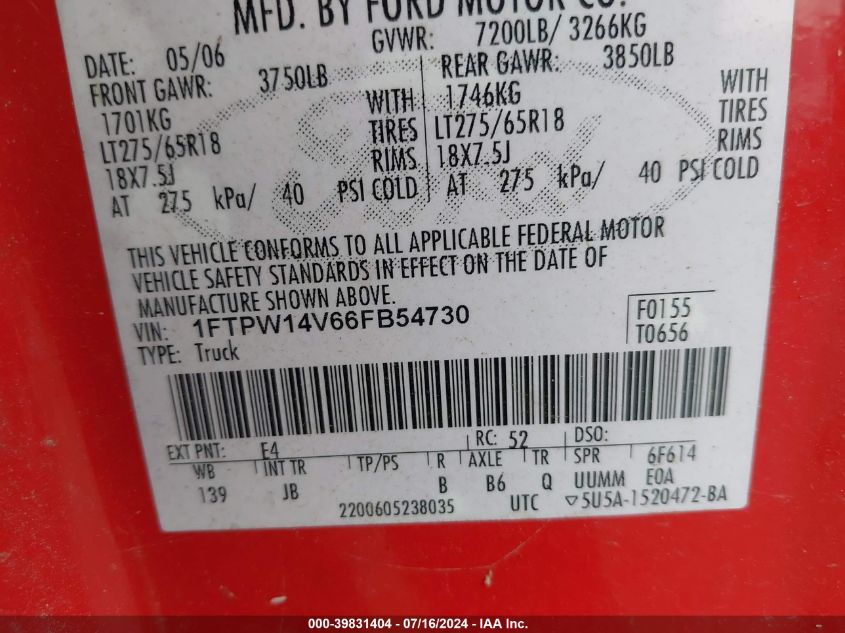 MFD. BY FORD MOTOR CO.
DATE: 05/06 GVWR: 7200LB/ 3266KG
FRONT GAWR: 3750LB REAR GAWR: 3850LB
1701KG WITH 1746KG WITH
LT275/65R18 TIRES LT275/65R18 TIRES
18X7.5J RIMS 18X7.5J RIMS
AT 275 kPa/ 40 PSI COLD AT 275 kPa/ 40 PSI COLD
THIS VEHICLE CONFORMS TO ALL APPLICABLE FEDERAL MOTOR
VEHICLE SAFETY STANDARDS IN EFFECT ON THE DATE OF
MANUFACTURE SHOWN ABOVE.
VIN: 1FTPW14V66FB54730 F0155
TYPE: Truck T0656
EXT PNT: E4 RC: 52 DSO:
WB INT TR TP/PS R AXLE TR SPR 6F614
139 JB B B6 Q UUMM E0A
2200605238035 UTC ▽5U5A-1520472-BA
000-39831404 - 07/16/2024 - IAA Inc.